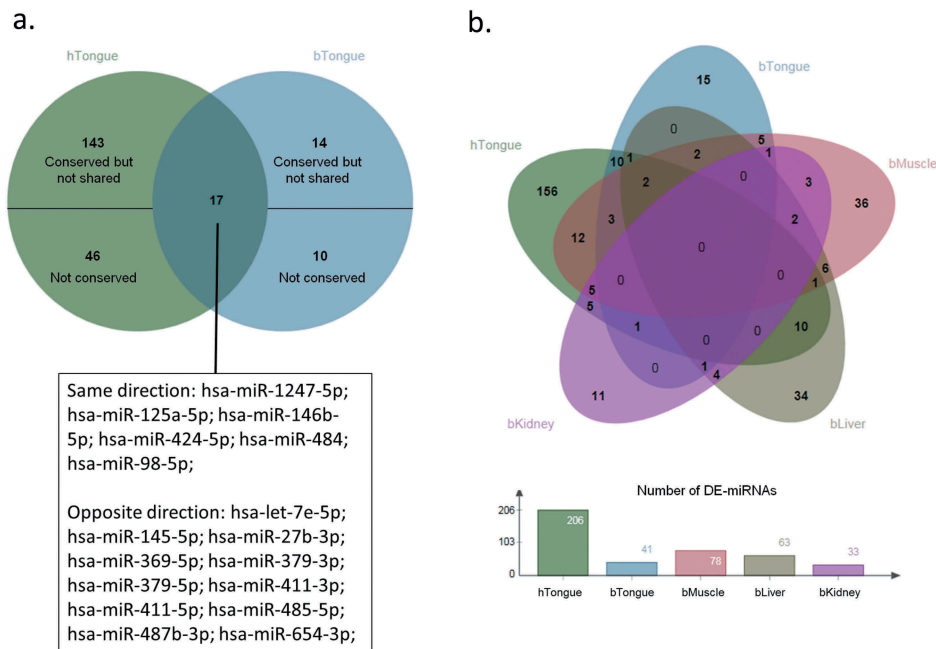 a.
hTongue
bTongue
143
Conserved but
not shared
14
Conserved but
not shared
17
46
Not conserved
10
Not conserved
Same direction: hsa-miR-1247-5p;
hsa-miR-125a-5p; hsa-miR-146b-
5p; hsa-miR-424-5p; hsa-miR-484;
hsa-miR-98-5p;
Opposite direction: hsa-let-7e-5p;
hsa-miR-145-5p; hsa-miR-27b-3p;
hsa-miR-369-5p; hsa-miR-379-3p;
hsa-miR-379-5p; hsa-miR-411-3p;
hsa-miR-411-5p; hsa-miR-485-5p;
hsa-miR-487b-3p; hsa-miR-654-3p;
b.
bTongue
15
hTongue
0
5
10 1
2
1
bMuscle
156
2
0
3
36
3
2
12
0
6
0
0
1
5
5
1
0
10
0
0
1
4
11
34
bKidney
bLiver
Number of DE-miRNAs
206
103
0
206
41
78
63
33
hTongue
bTongue
bMuscle
bLiver
bKidney